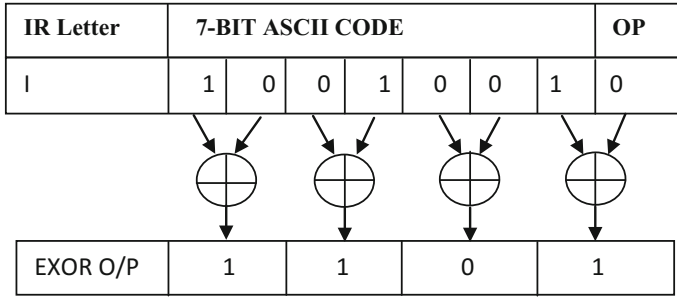 IR Letter 7-BIT ASCII CODE OP
I 1 0 0 1 0 0 1 0
EXOR O/P 1 1 0 1